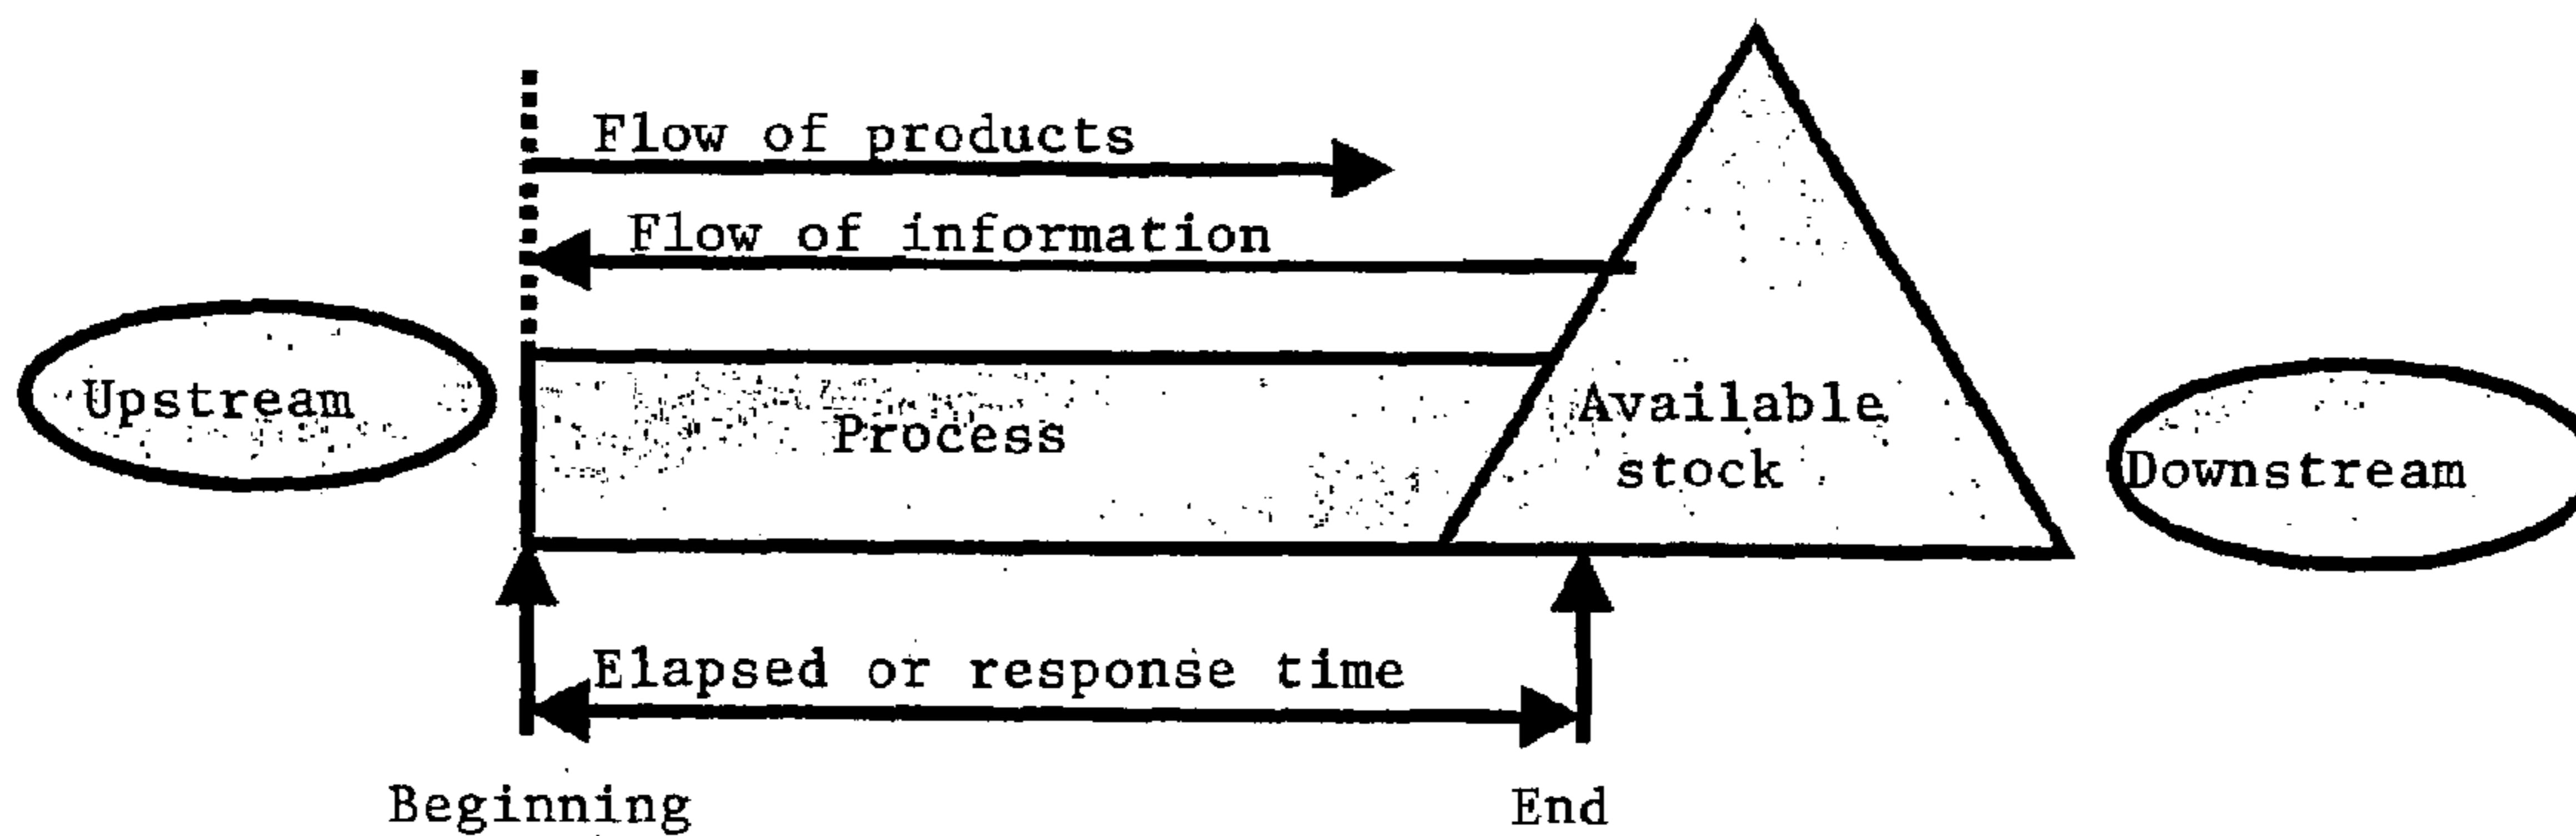 Flow of products
Flow of information
Upstream
Process
Available
stock
Downstream
Elapsed or response time
Beginning
End